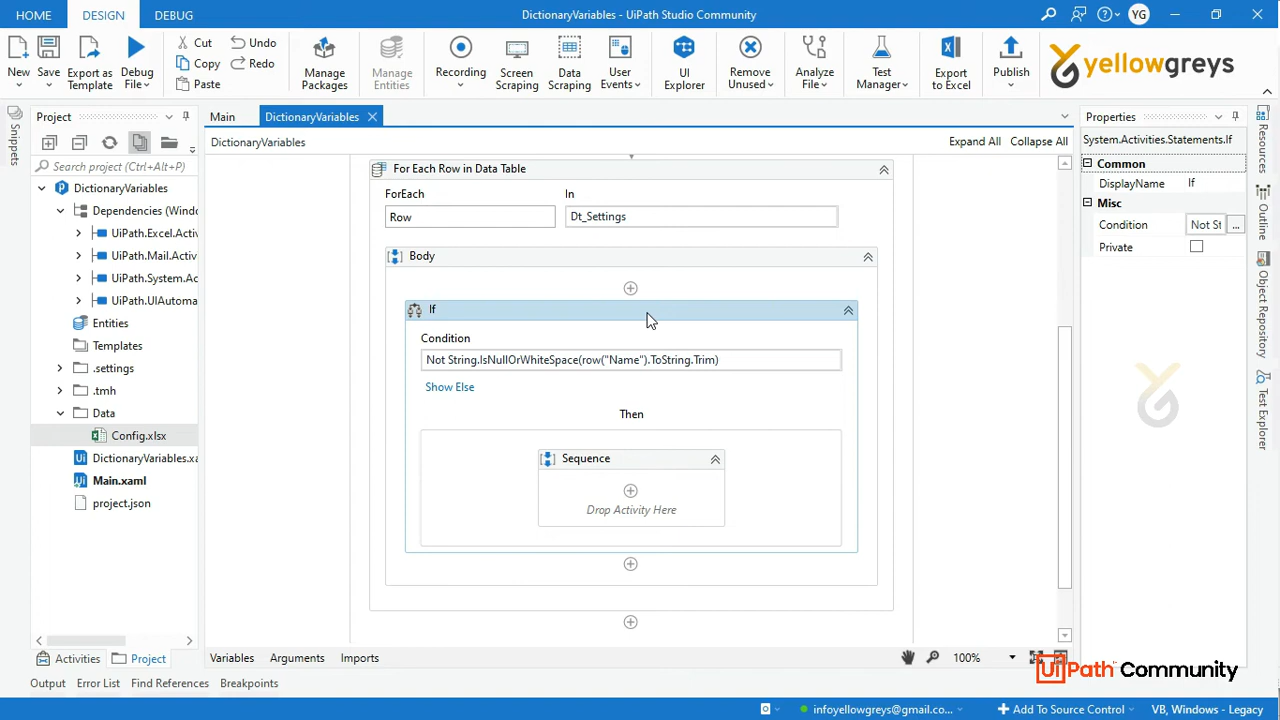 HOME
DESIGN
DEBUG
DictionaryVariables - UiPath Studio Community
YG
New
Save
Export as
Template
Debug
File
Cut
Copy
Paste
Undo
Redo
Manage
Packages
Manage
Entities
Recording
Screen
Scraping
Data
Scraping
User
Events
UI
Explorer
Remove
Unused
Analyze
File
Test
Manager
Export
to Excel
Publish
yellowgreys
Snippets
Project
Search project (Ctrl+Alt+P)
DictionaryVariables
Dependencies (Windo
UiPath.Excel.Activ
UiPath.Mail.Activ
UiPath.System.Ac
UiPath.UIAutoma
Entities
Templates
.settings
.tmh
Data
Config.xlsx
DictionaryVariables.xa
Main.xaml
project.json
Activities
Project
Main
DictionaryVariables
DictionaryVariables
Expand All
Collapse All
For Each Row in Data Table
ForEach
In
Row
Dt_Settings
Body
If
Condition
Not String.IsNullOrWhiteSpace(row("Name").ToString.Trim)
Show Else
Then
Sequence
Drop Activity Here
Variables
Arguments
Imports
100%
Properties
System.Activities.Statements.If
Common
DisplayName
If
Misc
Condition
Not St
...
Private
Resources
Outline
Object Repository
Test Explorer
UiPath Community
Output
Error List
Find References
Breakpoints
infoyellowgreys@gmail.co...
Add To Source Control
VB, Windows - Legacy